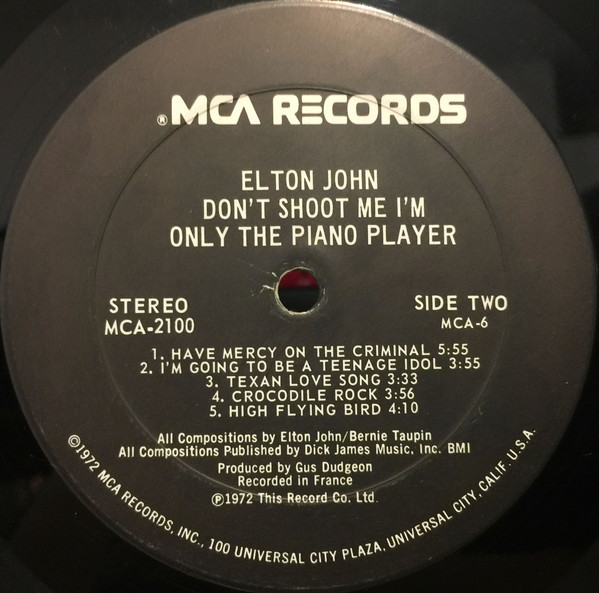 ®MCA RECORDS
ELTON JOHN
DON'T SHOOT ME I'M
ONLY THE PIANO PLAYER
STEREO
MCA-2100
SIDE TWO
MCA-6
1. HAVE MERCY ON THE CRIMINAL 5:55
2. I'M GOING TO BE A TEENAGE IDOL 3:55
3. TEXAN LOVE SONG 3:33
4. CROCODILE ROCK 3:56
5. HIGH FLYING BIRD 4:10
All Compositions by Elton John/Bernie Taupin
All Compositions Published by Dick James Music, Inc. BMI
Produced by Gus Dudgeon
Recorded in France
℗1972 This Record Co. Ltd.
©1972 MCA RECORDS, INC., 100 UNIVERSAL CITY PLAZA, UNIVERSAL CITY, CALIF. U.S.A.